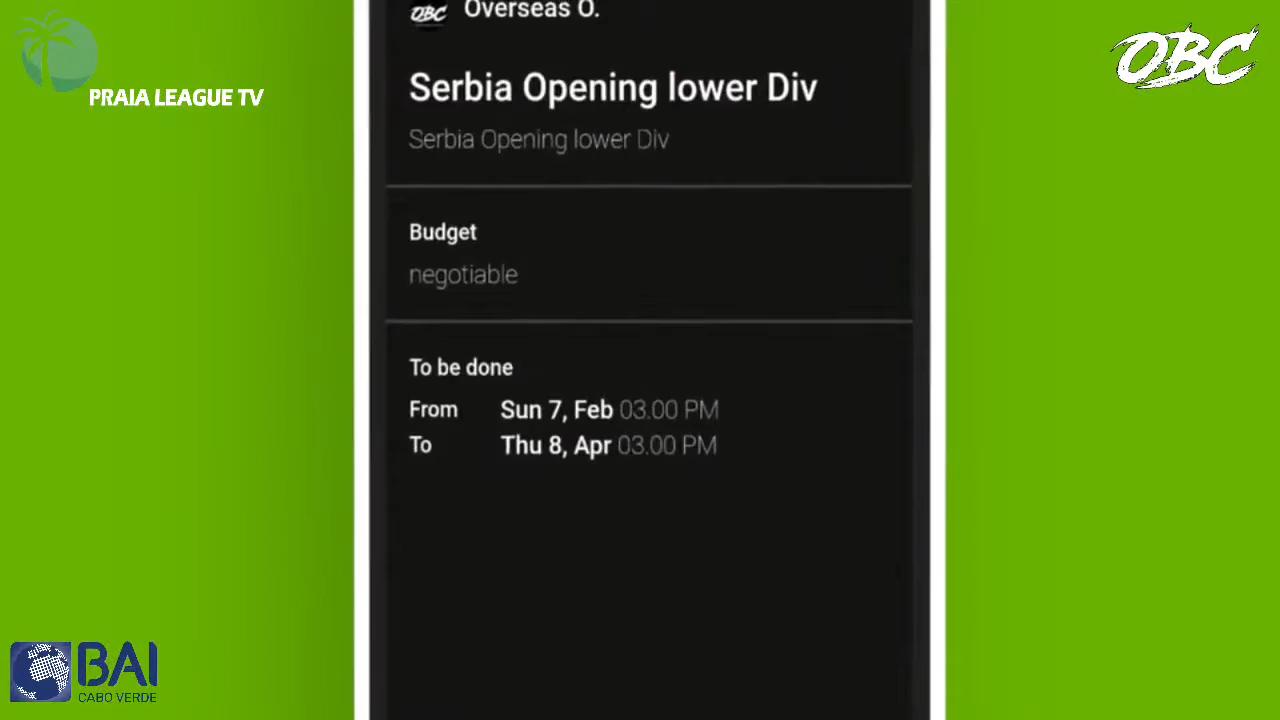 OBC
Overseas O.
PRAIA LEAGUE TV
OBC
Serbia Opening lower Div
Serbia Opening lower Div
Budget
negotiable
To be done
From Sun 7, Feb 03.00 PM
To Thu 8, Apr 03.00 PM
BAI
CABO VERDE